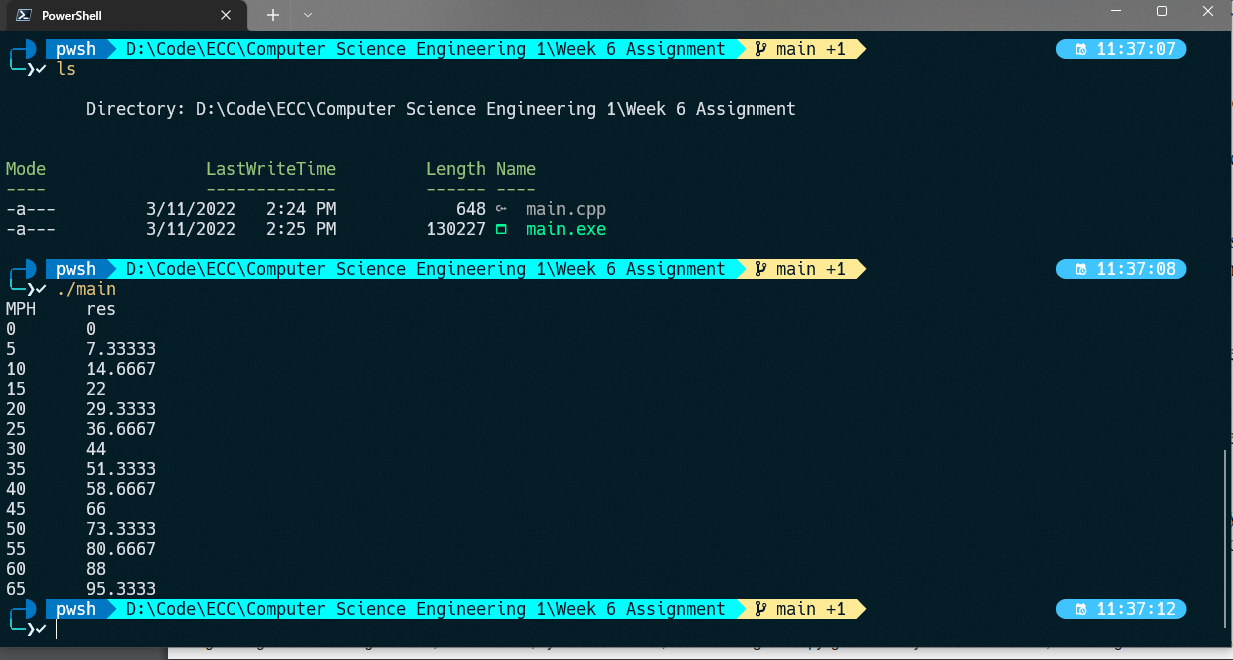 PowerShell
pwsh D:\Code\ECC\Computer Science Engineering 1\Week 6 Assignment main +1 11:37:07
ls
Directory: D:\Code\ECC\Computer Science Engineering 1\Week 6 Assignment
Mode LastWriteTime Length Name
---- ------------- ------ ----
-a--- 3/11/2022 2:24 PM 648 main.cpp
-a--- 3/11/2022 2:25 PM 130227 main.exe
pwsh D:\Code\ECC\Computer Science Engineering 1\Week 6 Assignment main +1 11:37:08
./main
MPH res
0 0
5 7.33333
10 14.6667
15 22
20 29.3333
25 36.6667
30 44
35 51.3333
40 58.6667
45 66
50 73.3333
55 80.6667
60 88
65 95.3333
pwsh D:\Code\ECC\Computer Science Engineering 1\Week 6 Assignment main +1 11:37:12